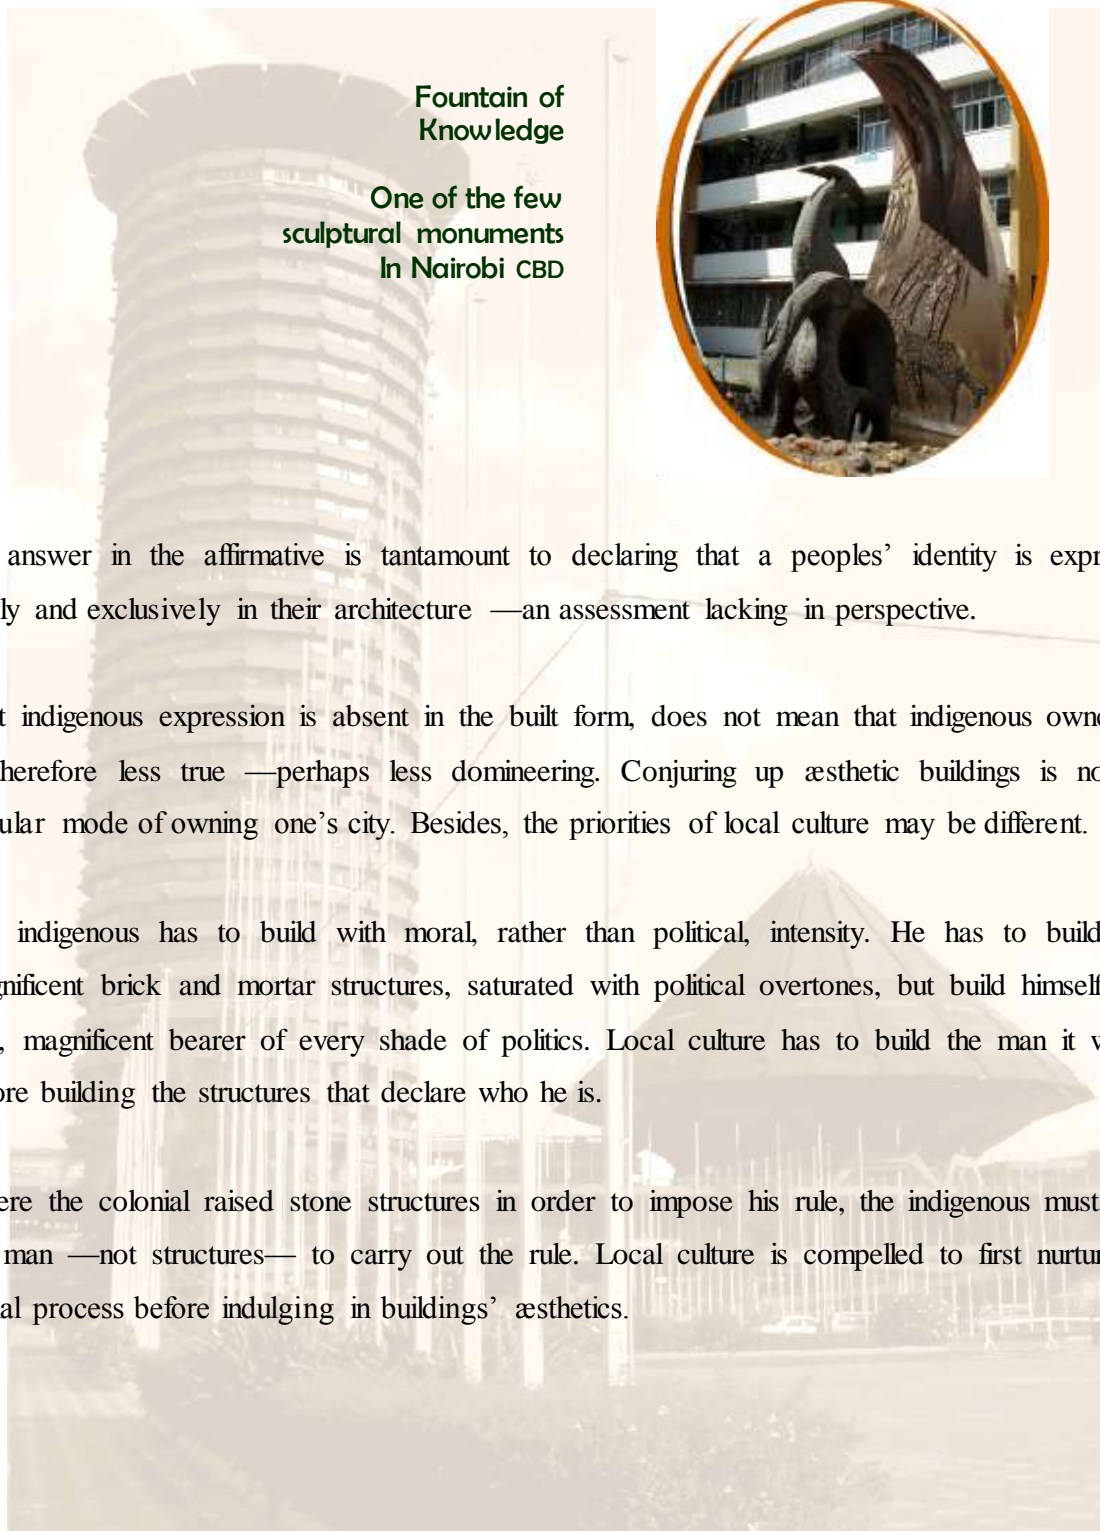 Fountain of
Knowledge
One of the few
sculptural monuments
In Nairobi CBD
answer in the affirmative is tantamount to declaring that a peoples’ identity is expr
ly and exclusively in their architecture —an assessment lacking in perspective.
t indigenous expression is absent in the built form, does not mean that indigenous owne
herefore less true —perhaps less domineering. Conjuring up æsthetic buildings is no
ular mode of owning one’s city. Besides, the priorities of local culture may be different.
indigenous has to build with moral, rather than political, intensity. He has to build
gnificent brick and mortar structures, saturated with political overtones, but build himself
, magnificent bearer of every shade of politics. Local culture has to build the man it w
ore building the structures that declare who he is.
ere the colonial raised stone structures in order to impose his rule, the indigenous must
man —not structures— to carry out the rule. Local culture is compelled to first nurtur
al process before indulging in buildings’ æsthetics.